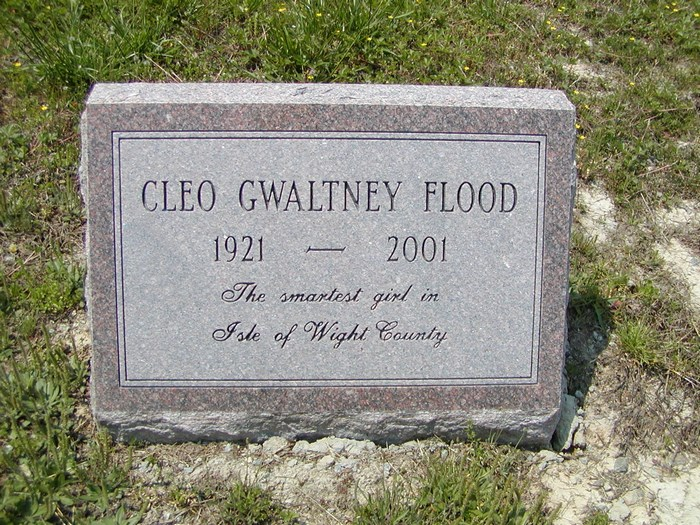 CLEO GWALTNEY FLOOD
1921 — 2001
The smartest girl in
Isle of Wight County